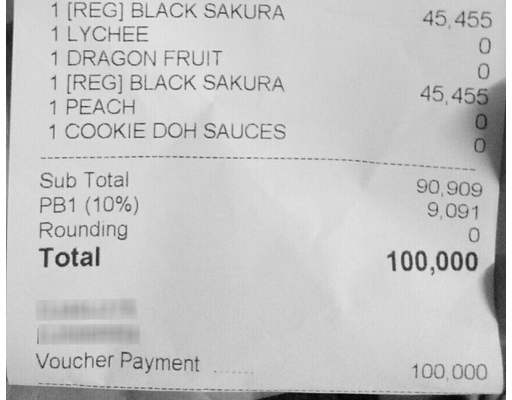 1 [REG] BLACK SAKURA 45,455
1 LYCHEE 0
1 DRAGON FRUIT 0
1 [REG] BLACK SAKURA 45,455
1 PEACH 0
1 COOKIE DOH SAUCES 0
Sub Total 90,909
PB1 (10%) 9,091
Rounding 0
Total 100,000
Voucher Payment ....... 100,000